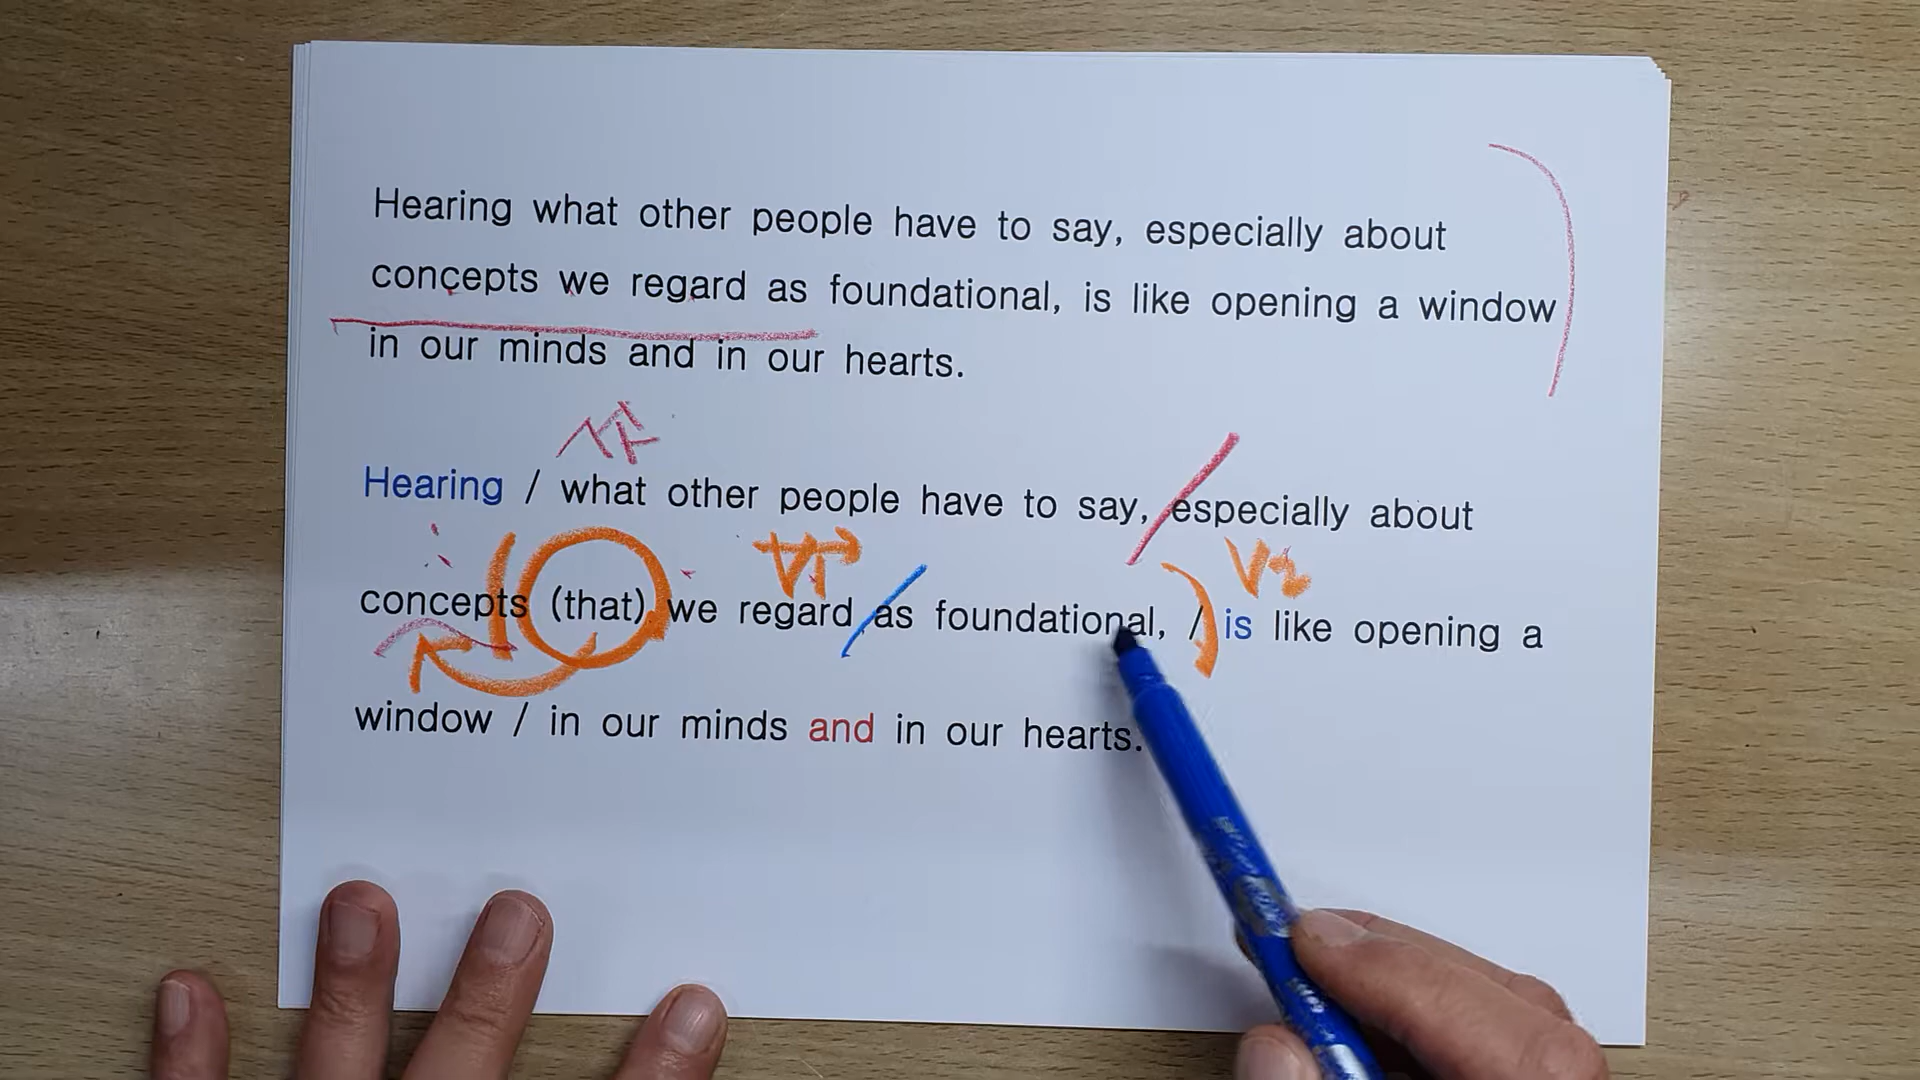 Hearing what other people have to say, especially about
concepts we regard as foundational, is like opening a window
in our minds and in our hearts.
Hearing / what other people have to say, especially about
V1 V2
concepts (that) we regard as foundational, / is like opening a
window / in our minds and in our hearts.